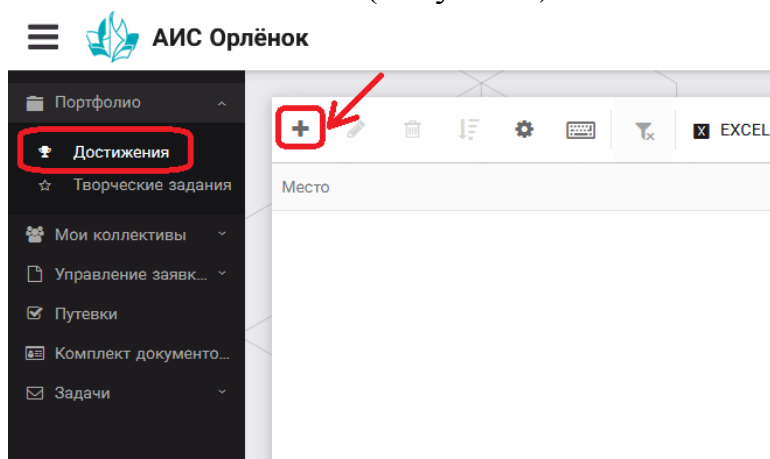 АИС Орлёнок
Портфолио
Достижения
Творческие задания
Мои коллективы
Управление заявк...
Путевки
Комплект документо...
Задачи
X EXCEL
Место